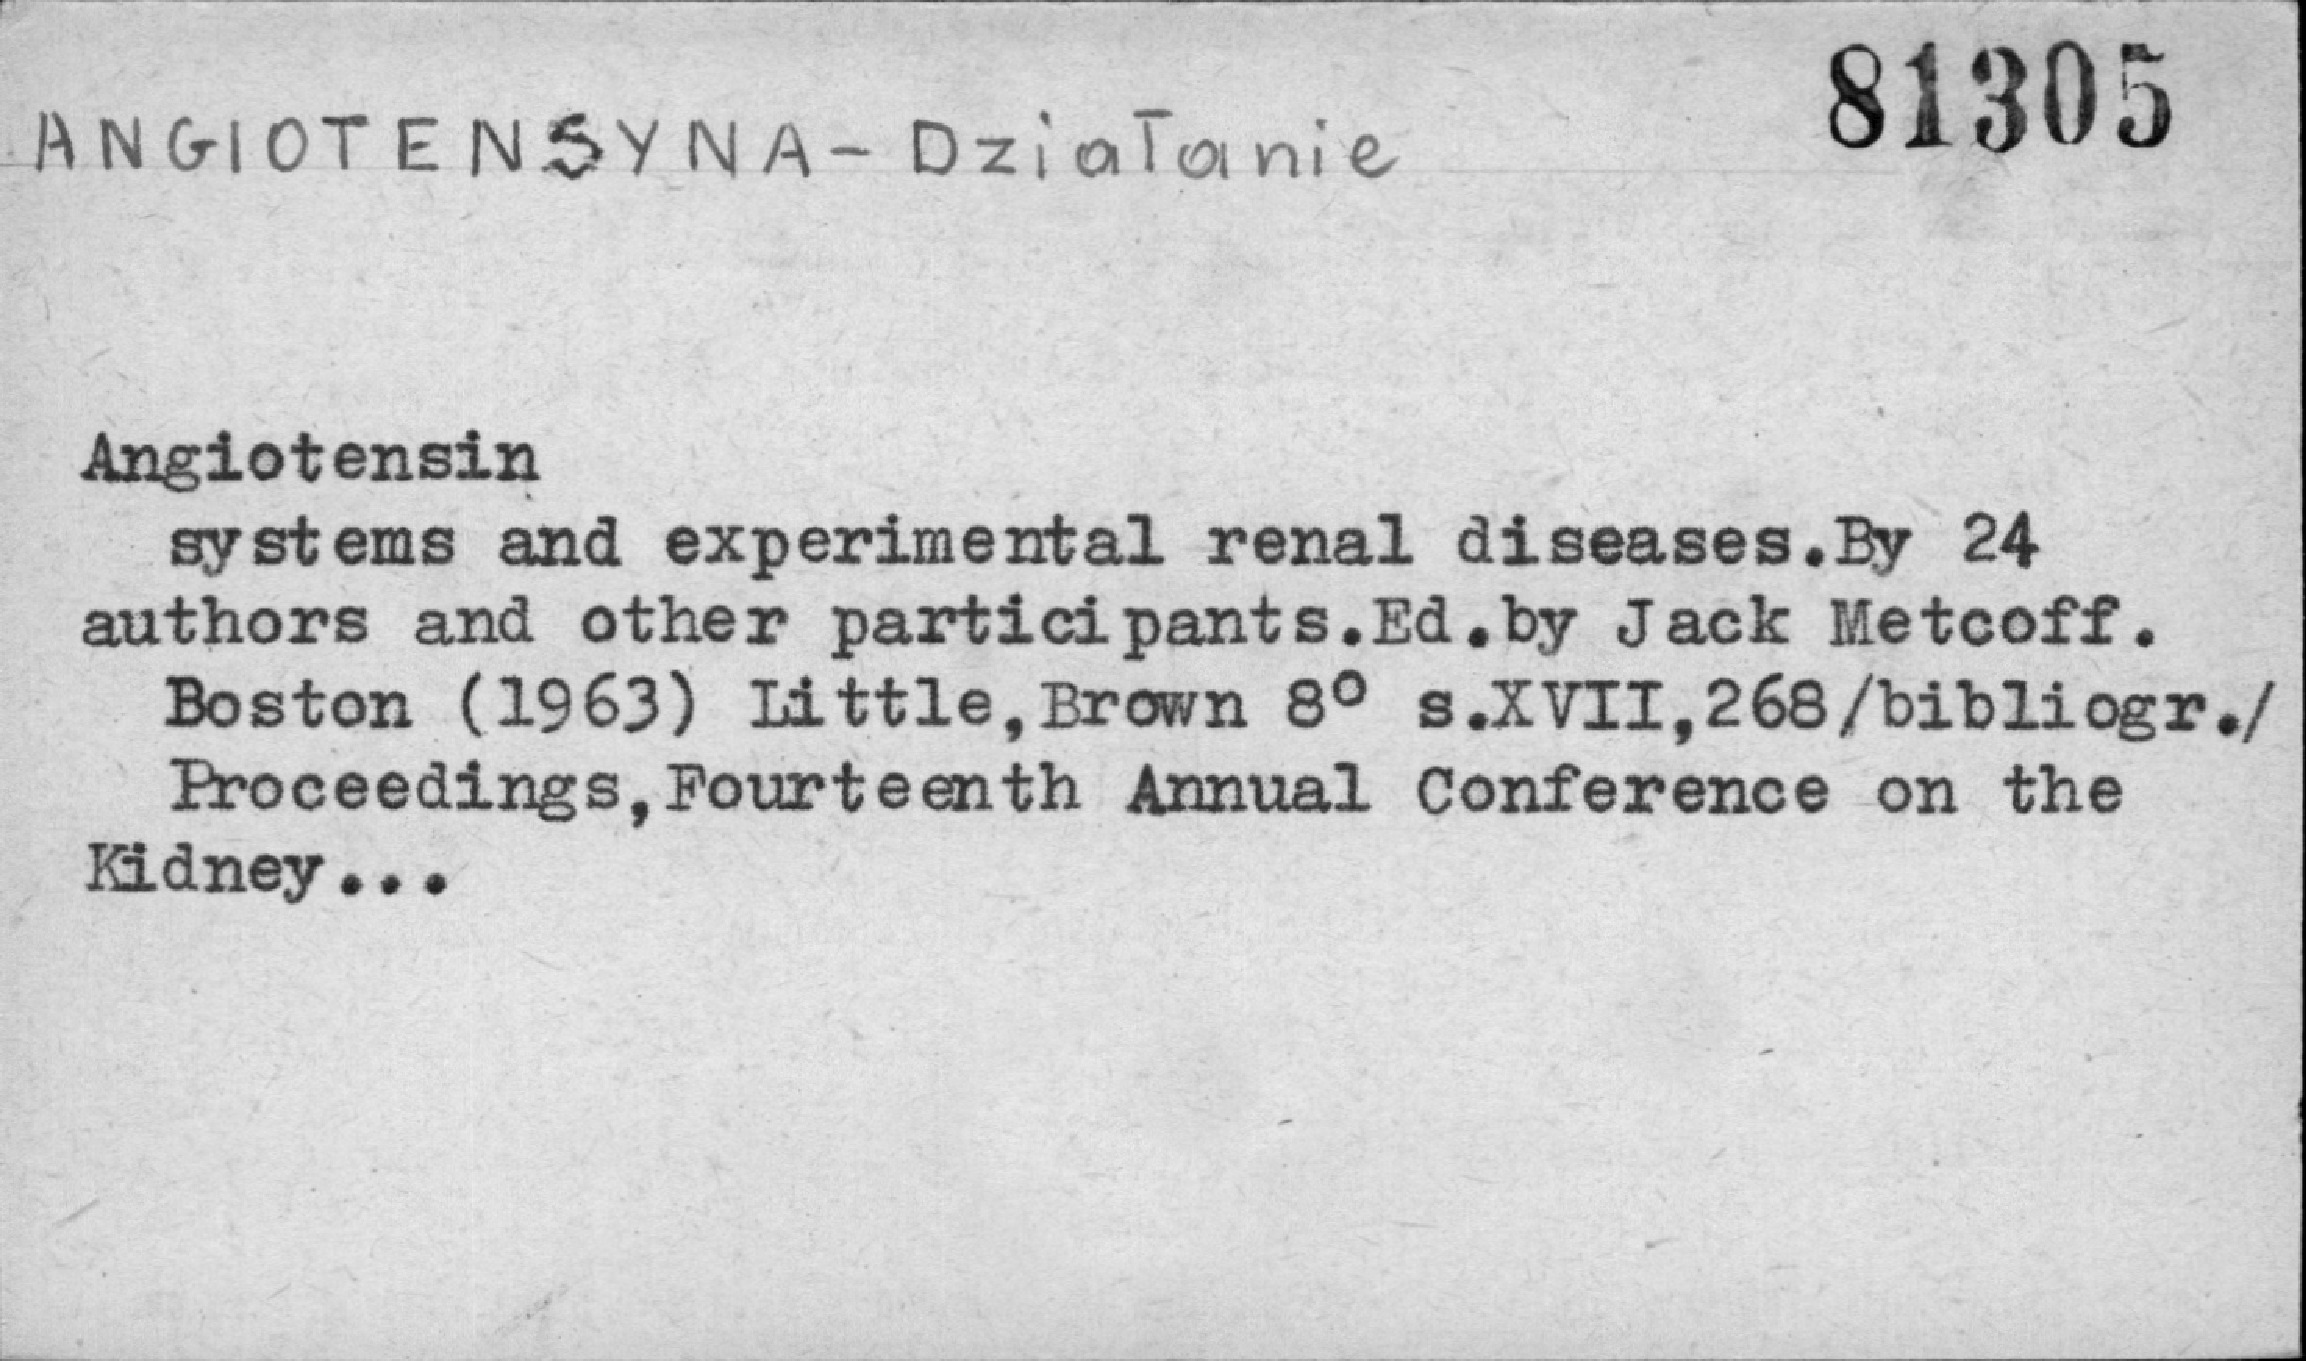 81305
ANGIOTENSYNA - Działanie
Angiotensin
systems and experimental renal diseases.By 24
authors and other participants.Ed.by Jack Metcoff.
Boston (1963) Little,Brown 8° s.XVII,268/bibliogr./
Proceedings,Fourteenth Annual Conference on the
Kidney...